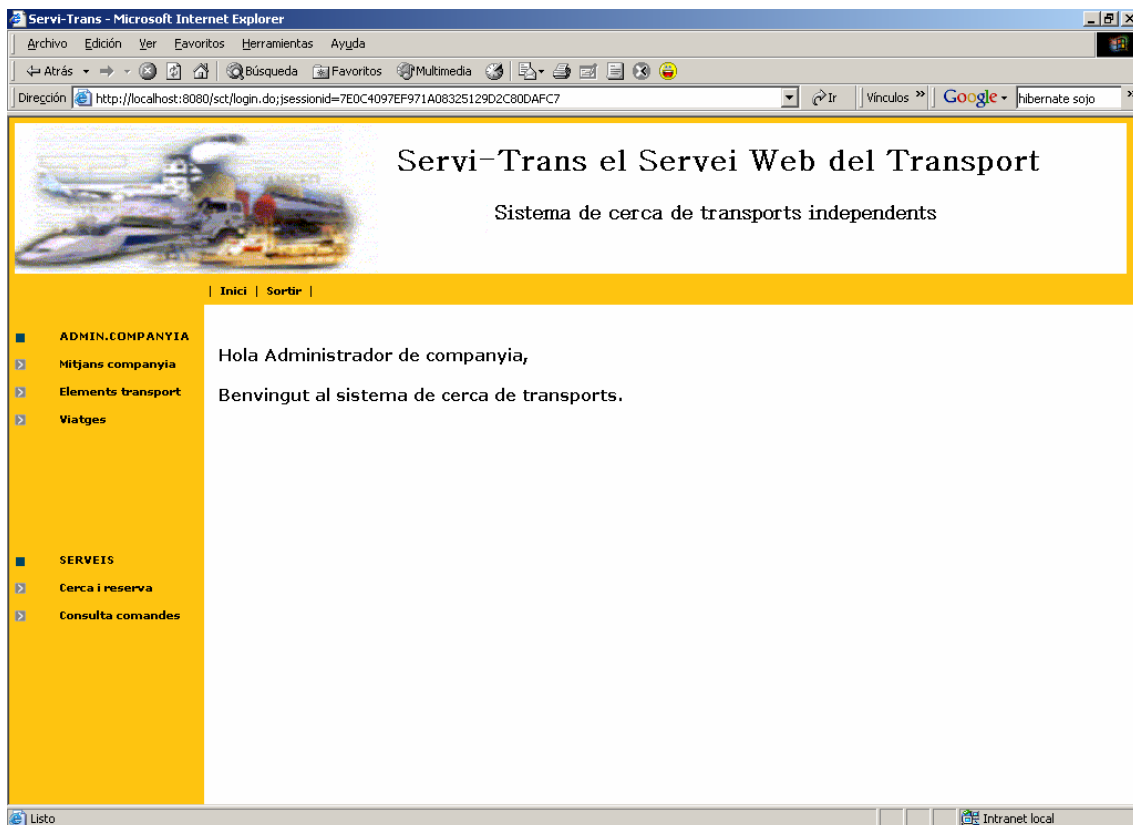 Servi-Trans - Microsoft Internet Explorer
Archivo Edición Ver Favoritos Herramientas Ayuda
Atrás Búsqueda Favoritos Multimedia
Dirección http://localhost:8080/sct/login.do;jsessionid=7E0C4097EF971A08325129D2C80DAFC7 Ir Vínculos » Google hibernate sojo »
Servi-Trans el Servei Web del Transport
Sistema de cerca de transports independents
| Inici | Sortir |
ADMIN.COMPANYIA
Mitjans companyia
Elements transport
Viatges
Hola Administrador de companyia,
Benvingut al sistema de cerca de transports.
SERVEIS
Cerca i reserva
Consulta comandes
Listo Intranet local